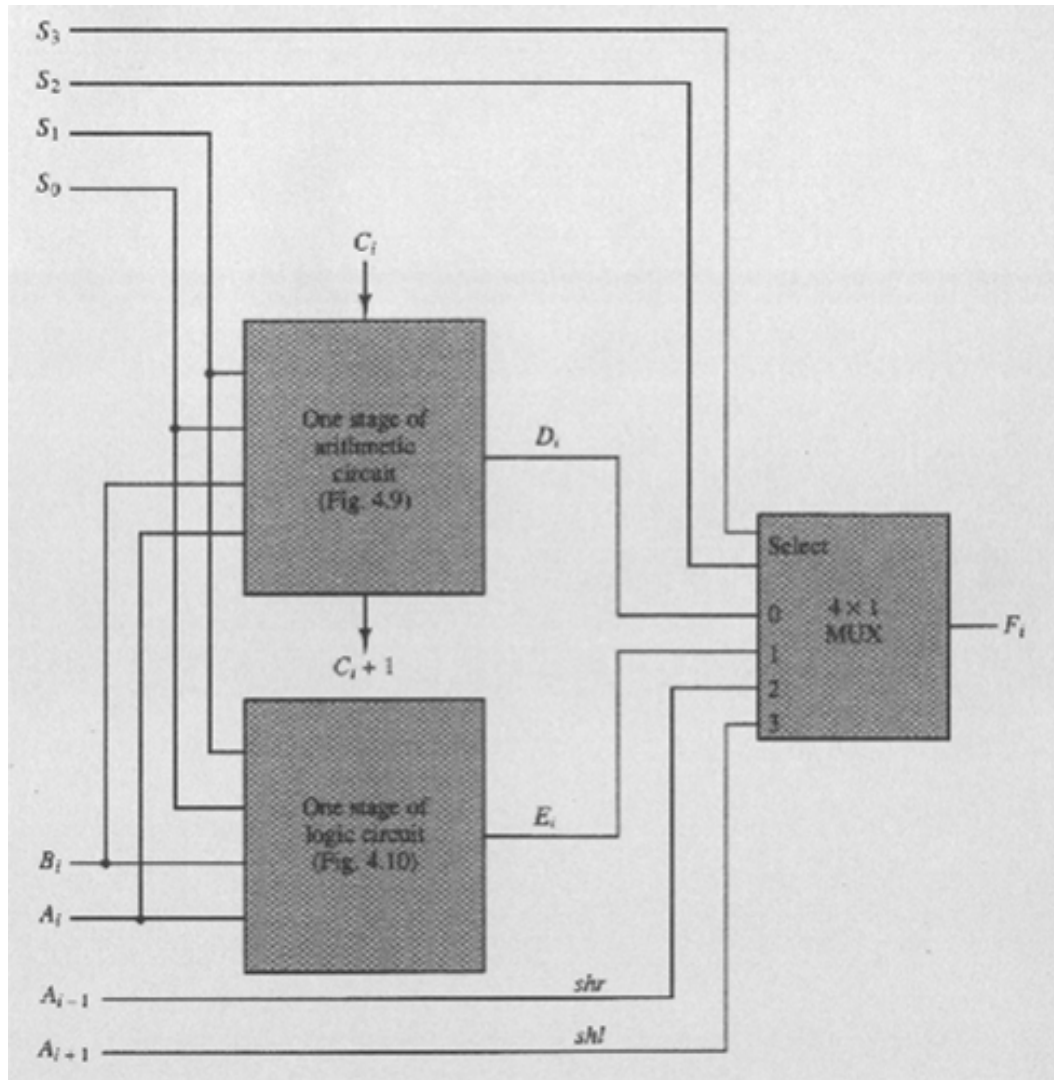 S₃
S₂
S₁
S₀
Cᵢ
One stage of
arithmetic
circuit
(Fig. 4.9)
Dᵢ
Select
0
4 × 1
MUX
Fᵢ
1
2
3
Cᵢ + 1
One stage of
logic circuit
(Fig. 4.10)
Eᵢ
Bᵢ
Aᵢ
Aᵢ₋₁
shr
Aᵢ₊₁
shl